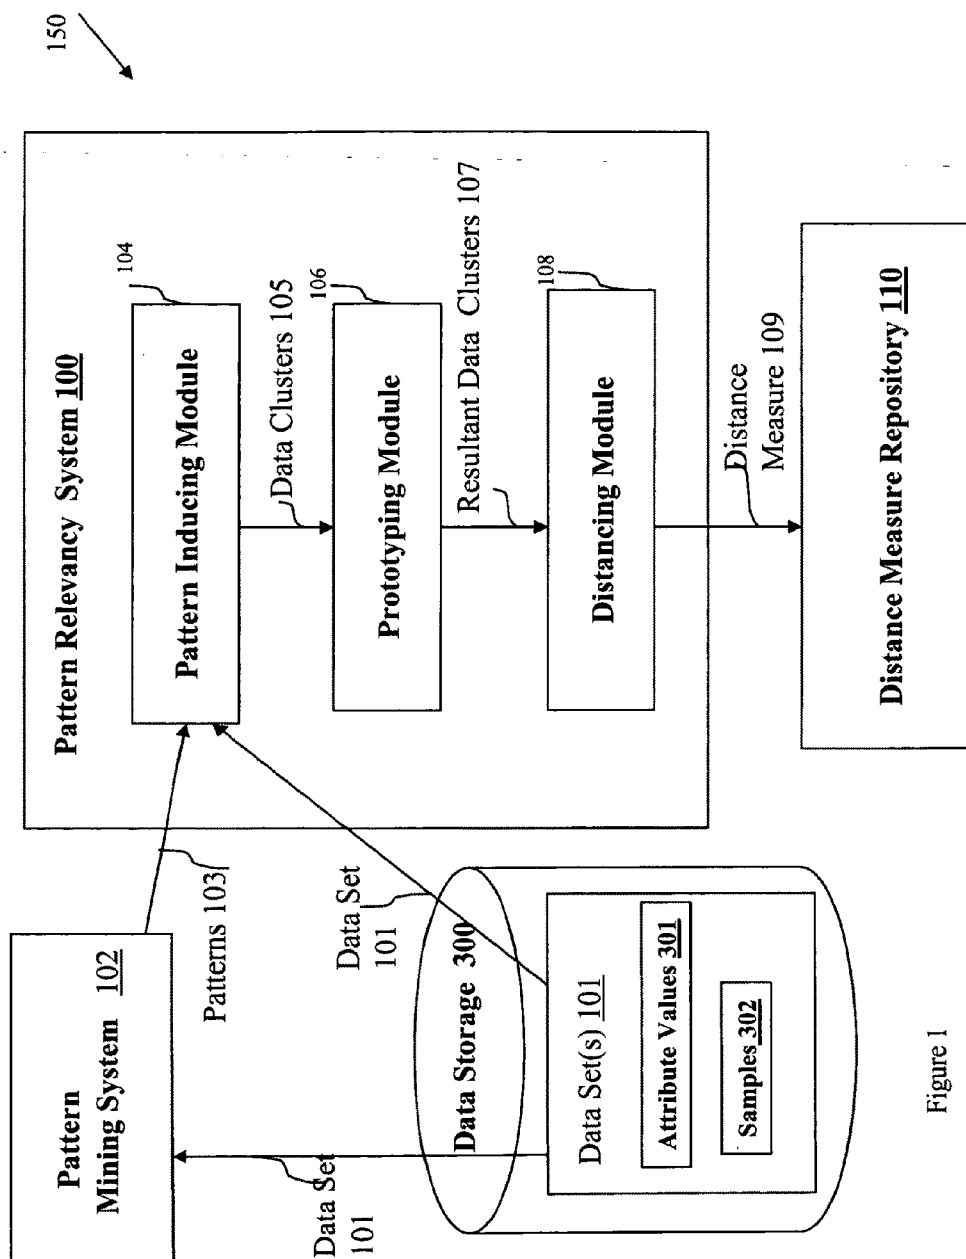 150
Pattern
Mining System 102
Patterns 103
Data Set
101
Data Set
101
Data Storage 300
Data Set(s) 101
Attribute Values 301
Samples 302
Pattern Relevancy System 100
104
Pattern Inducing Module
Data Clusters 105
106
Prototyping Module
Resultant Data Clusters 107
108
Distancing Module
Distance
Measure 109
Distance Measure Repository 110
Figure 1